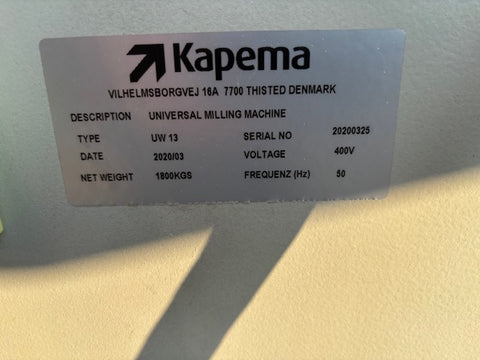 Kapema
VILHELMSBORGVEJ 16A 7700 THISTED DENMARK
DESCRIPTION UNIVERSAL MILLING MACHINE
TYPE UW 13 SERIAL NO 20200325
DATE 2020/03 VOLTAGE 400V
NET WEIGHT 1800KGS FREQUENZ (Hz) 50